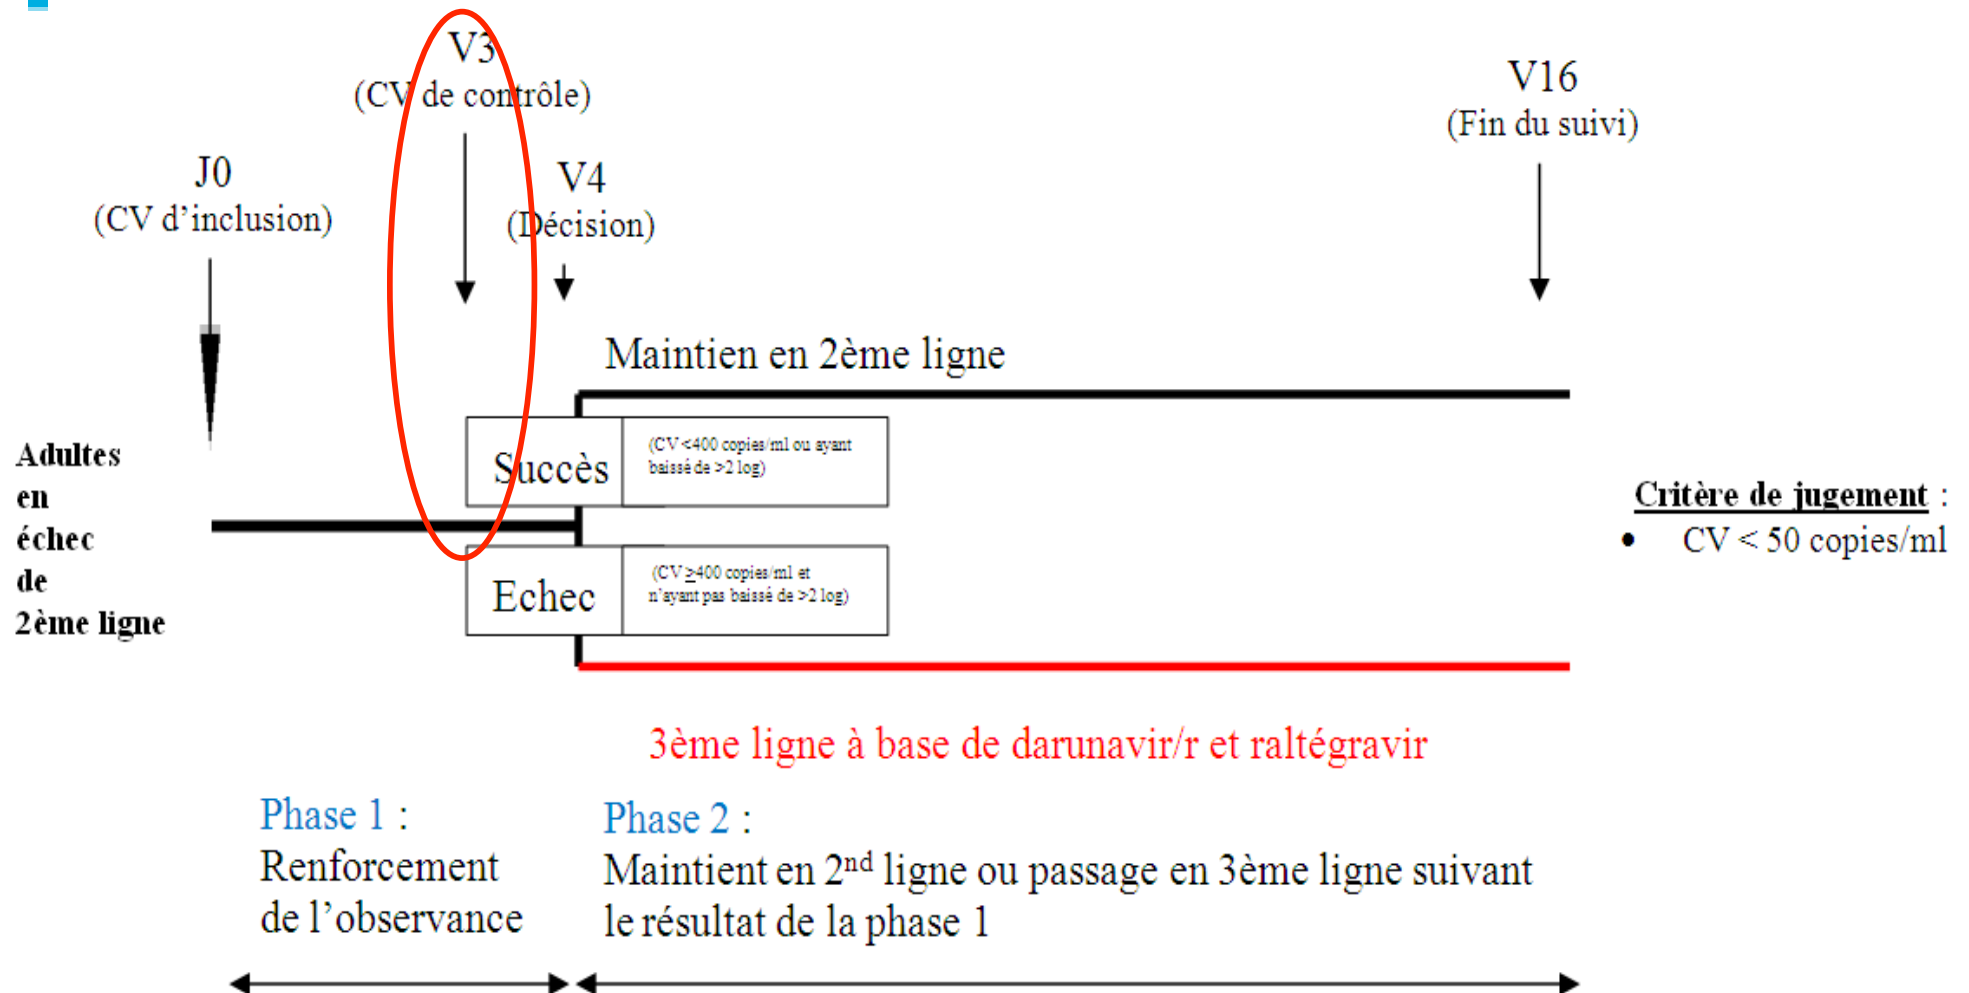 V3
(CV de contrôle)
V16
(Fin du suivi)
J0
(CV d’inclusion)
V4
(Décision)
Maintien en 2ème ligne
Adultes
en
échec
de
2ème ligne
Succès
(CV <400 copies/ml ou ayant
baissé de >2 log)
Echec
(CV ≥400 copies/ml et
n’ayant pas baissé de >2 log)
Critère de jugement :
• CV < 50 copies/ml
3ème ligne à base de darunavir/r et raltégravir
Phase 1 :
Renforcement
de l’observance
Phase 2 :
Maintient en 2nd ligne ou passage en 3ème ligne suivant
le résultat de la phase 1